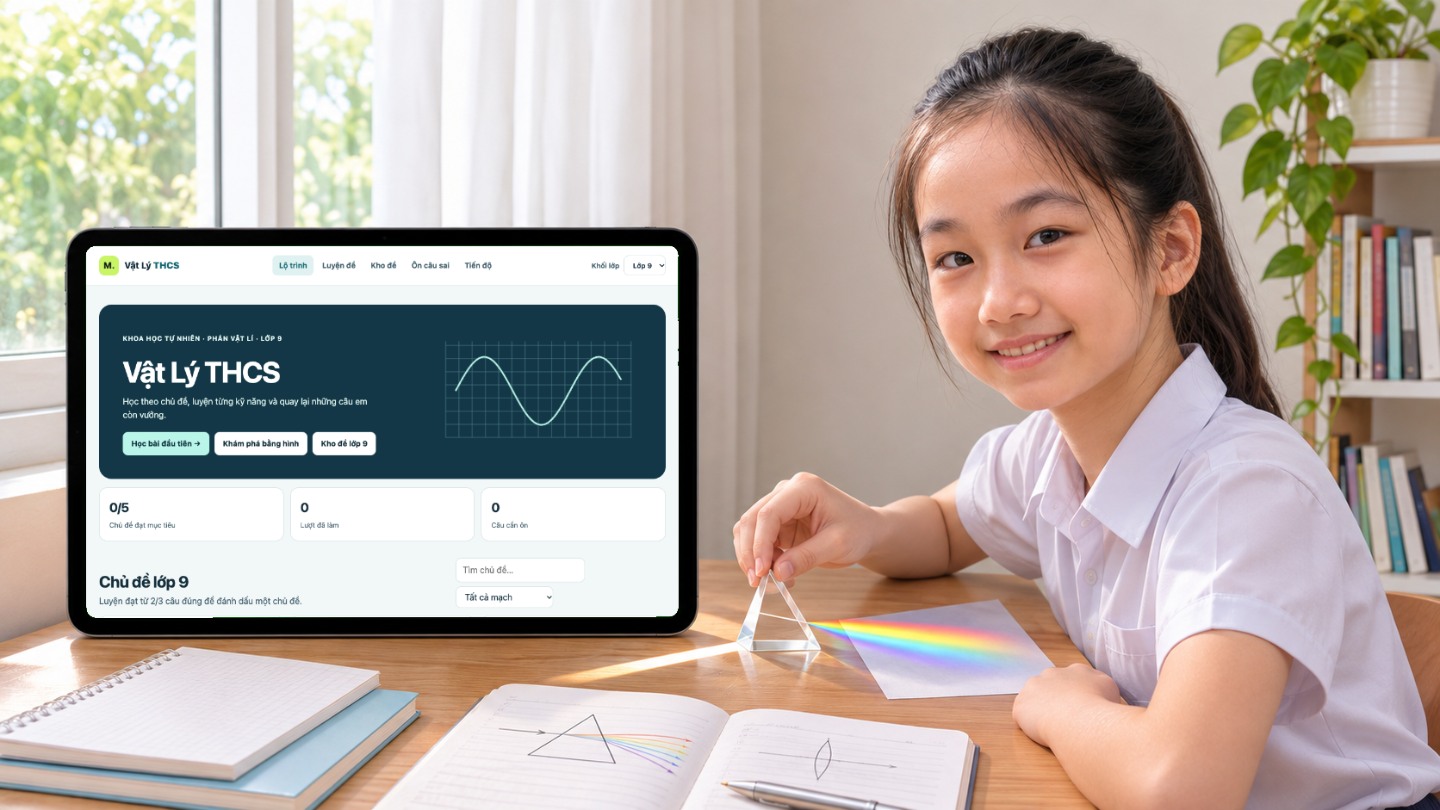 M. Vật Lý THCS
Lộ trình
Luyện đề
Kho đề
Ôn câu sai
Tiến độ
Khối lớp
Lớp 9
KHOA HỌC TỰ NHIÊN · PHẦN VẬT LÍ · LỚP 9
Vật Lý THCS
Học theo chủ đề, luyện từng kỹ năng và quay lại những câu em
còn vướng.
Học bài đầu tiên →
Khám phá bằng hình
Kho đề lớp 9
0/5
Chủ đề đạt mục tiêu
0
Lượt đã làm
0
Câu cần ôn
Chủ đề lớp 9
Luyện đạt từ 2/3 câu đúng để đánh dấu một chủ đề.
Tìm chủ đề...
Tất cả mạch